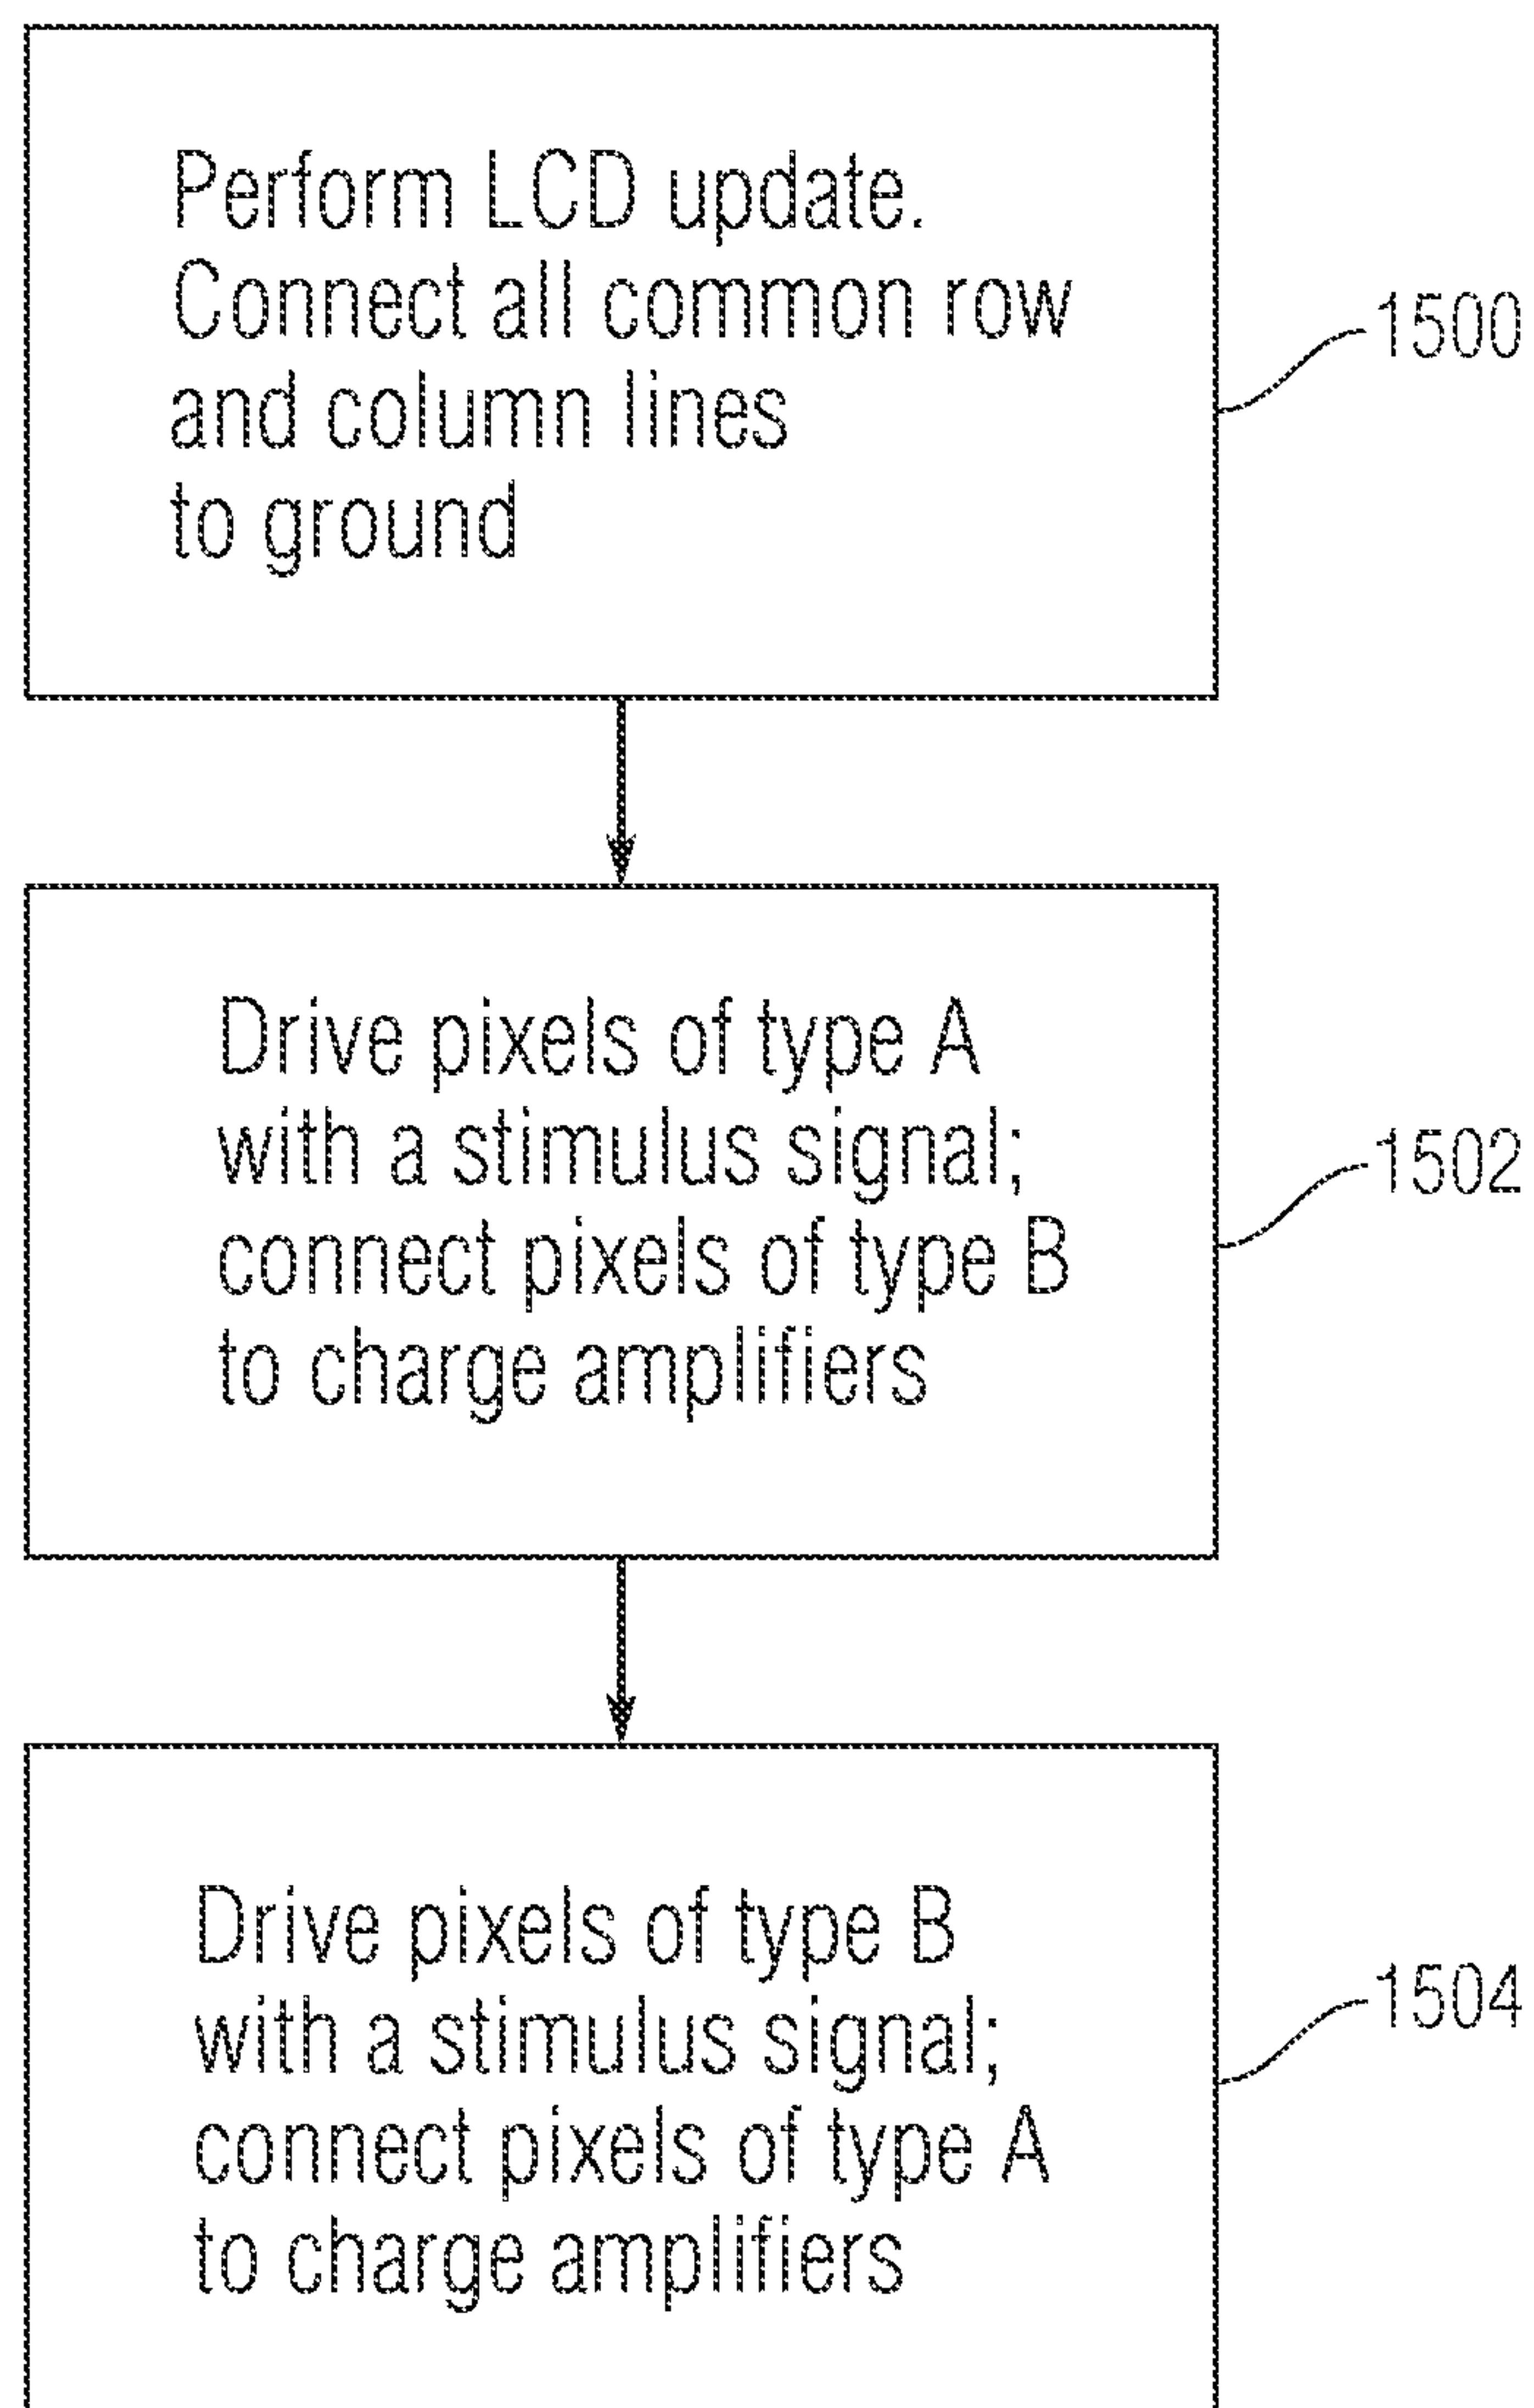 Perform LCD update.
Connect all common row
and column lines
to ground
1500
Drive pixels of type A
with a stimulus signal;
connect pixels of type B
to charge amplifiers
1502
Drive pixels of type B
with a stimulus signal;
connect pixels of type A
to charge amplifiers
1504